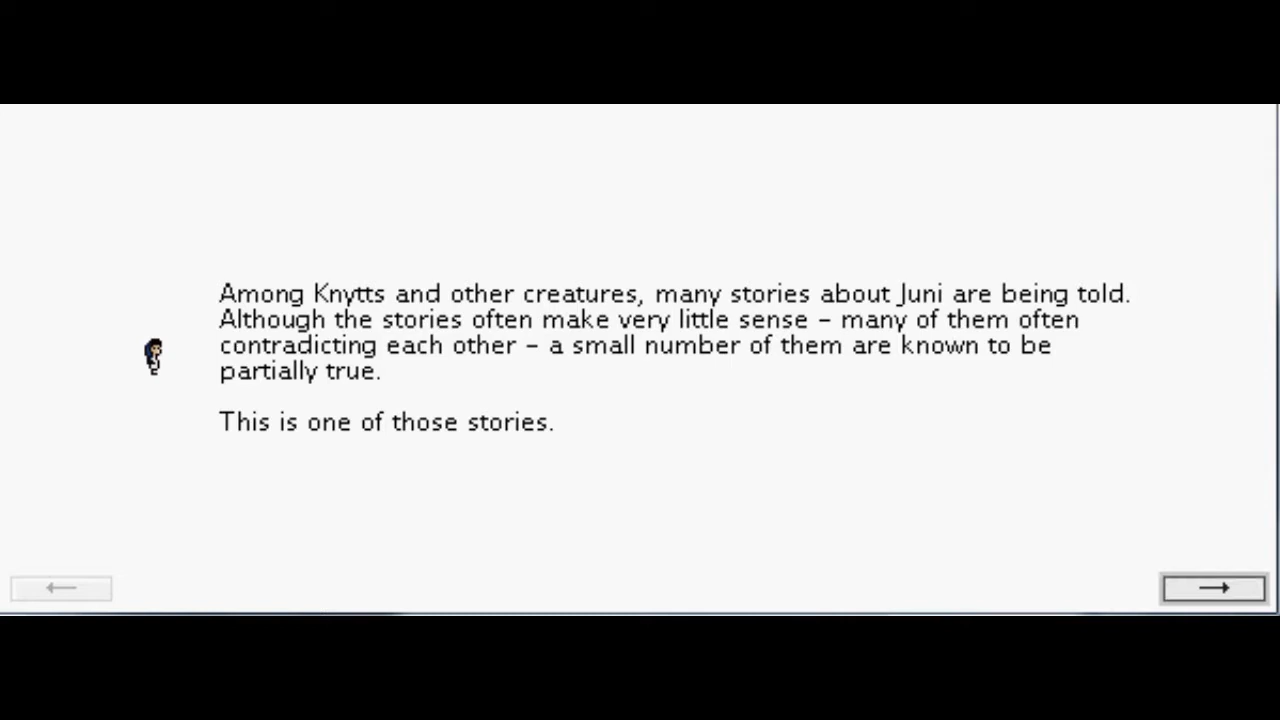 Among Knytts and other creatures, many stories about Juni are being told.
Although the stories often make very little sense – many of them often
contradicting each other – a small number of them are known to be
partially true.
This is one of those stories.